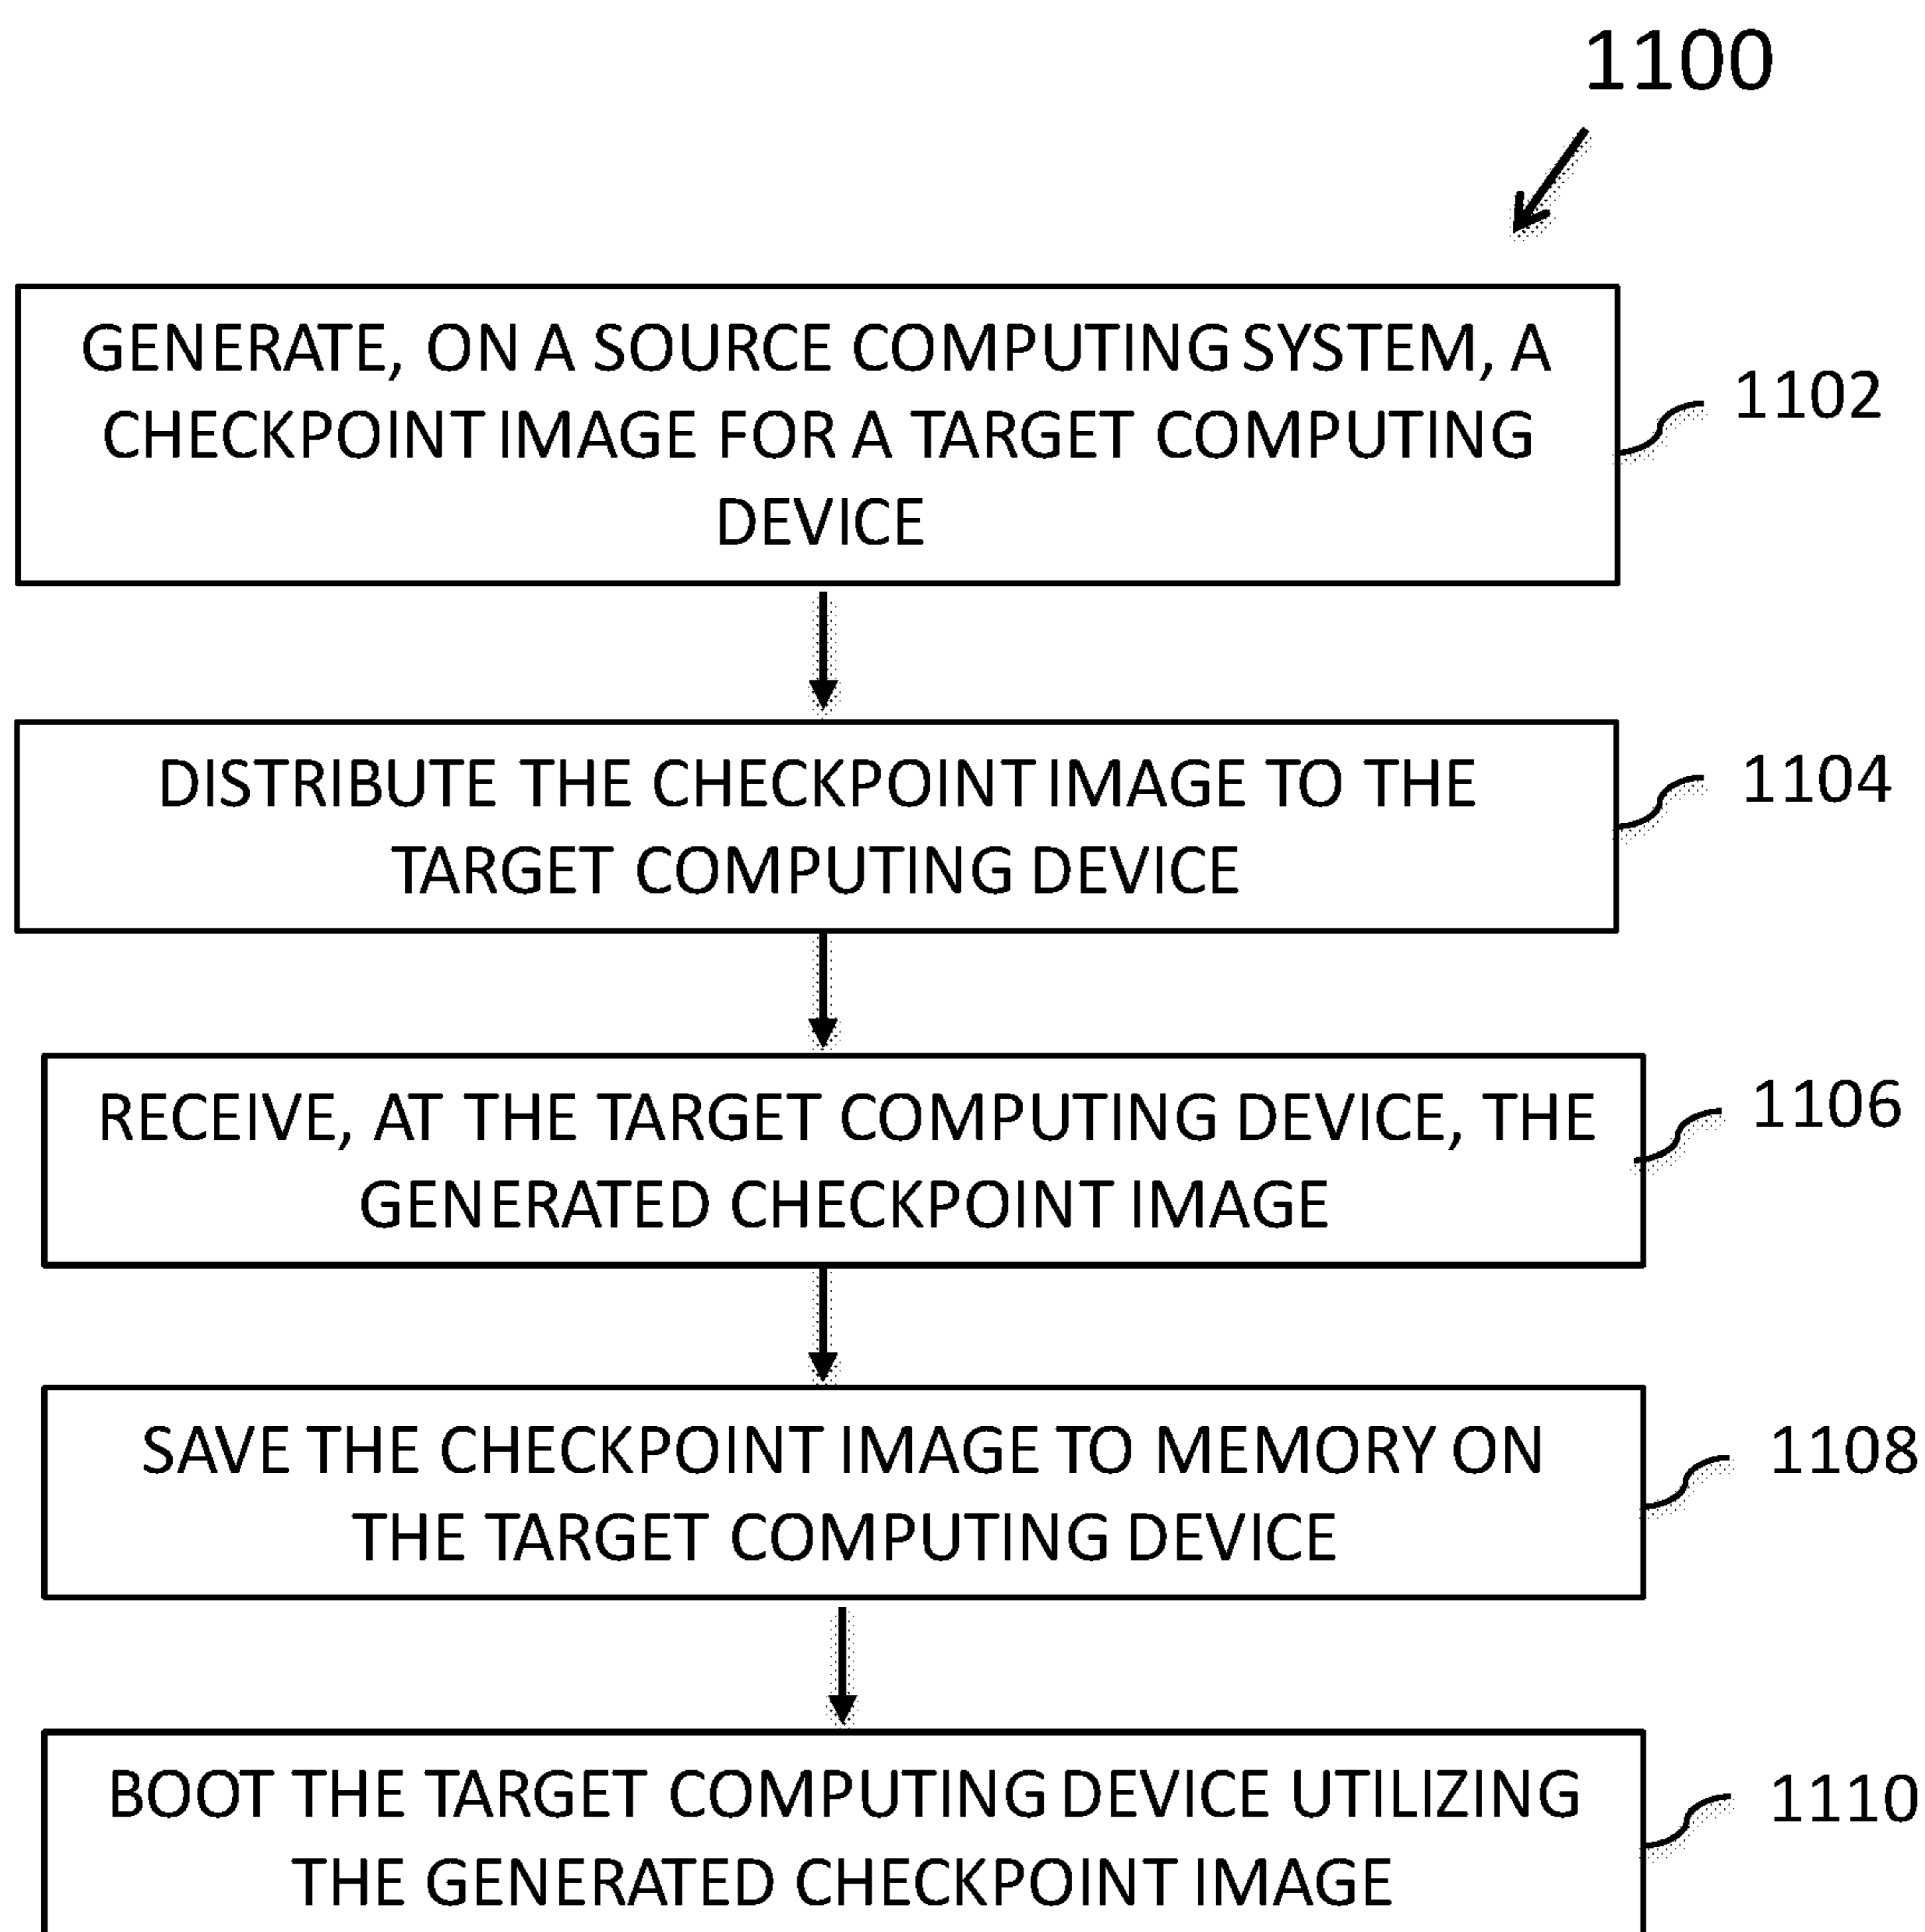 1100
GENERATE, ON A SOURCE COMPUTING SYSTEM, A
CHECKPOINT IMAGE FOR A TARGET COMPUTING
DEVICE
1102
DISTRIBUTE THE CHECKPOINT IMAGE TO THE
TARGET COMPUTING DEVICE
1104
RECEIVE, AT THE TARGET COMPUTING DEVICE, THE
GENERATED CHECKPOINT IMAGE
1106
SAVE THE CHECKPOINT IMAGE TO MEMORY ON
THE TARGET COMPUTING DEVICE
1108
BOOT THE TARGET COMPUTING DEVICE UTILIZING
THE GENERATED CHECKPOINT IMAGE
1110